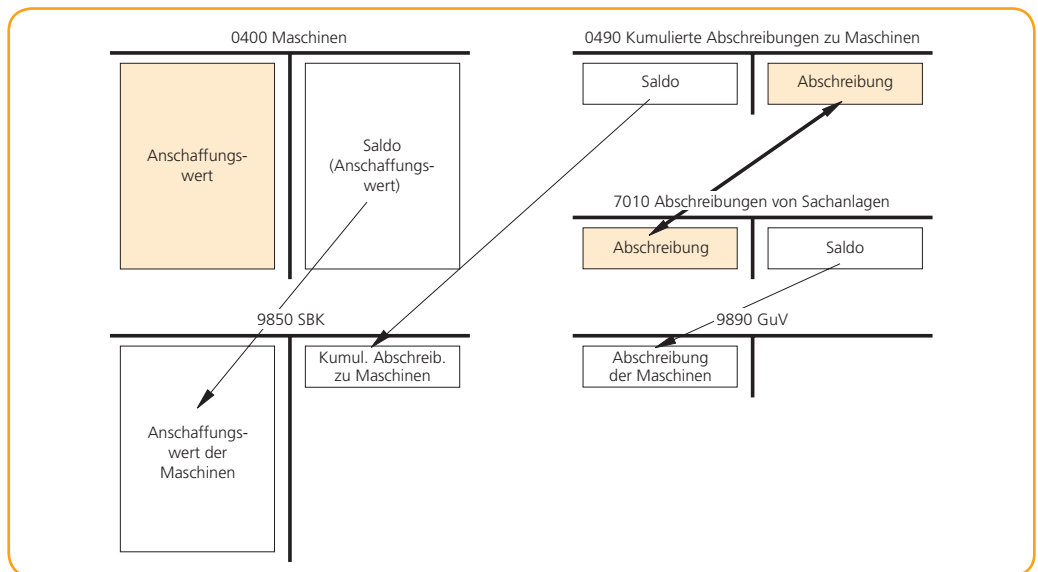 0400 Maschinen
Anschaffungs-
wert
Saldo
(Anschaffungs-
wert)
0490 Kumulierte Abschreibungen zu Maschinen
Saldo
Abschreibung
7010 Abschreibungen von Sachanlagen
Abschreibung
Saldo
9850 SBK
Anschaffungs-
wert der
Maschinen
Kumul. Abschreib.
zu Maschinen
9890 GuV
Abschreibung
der Maschinen